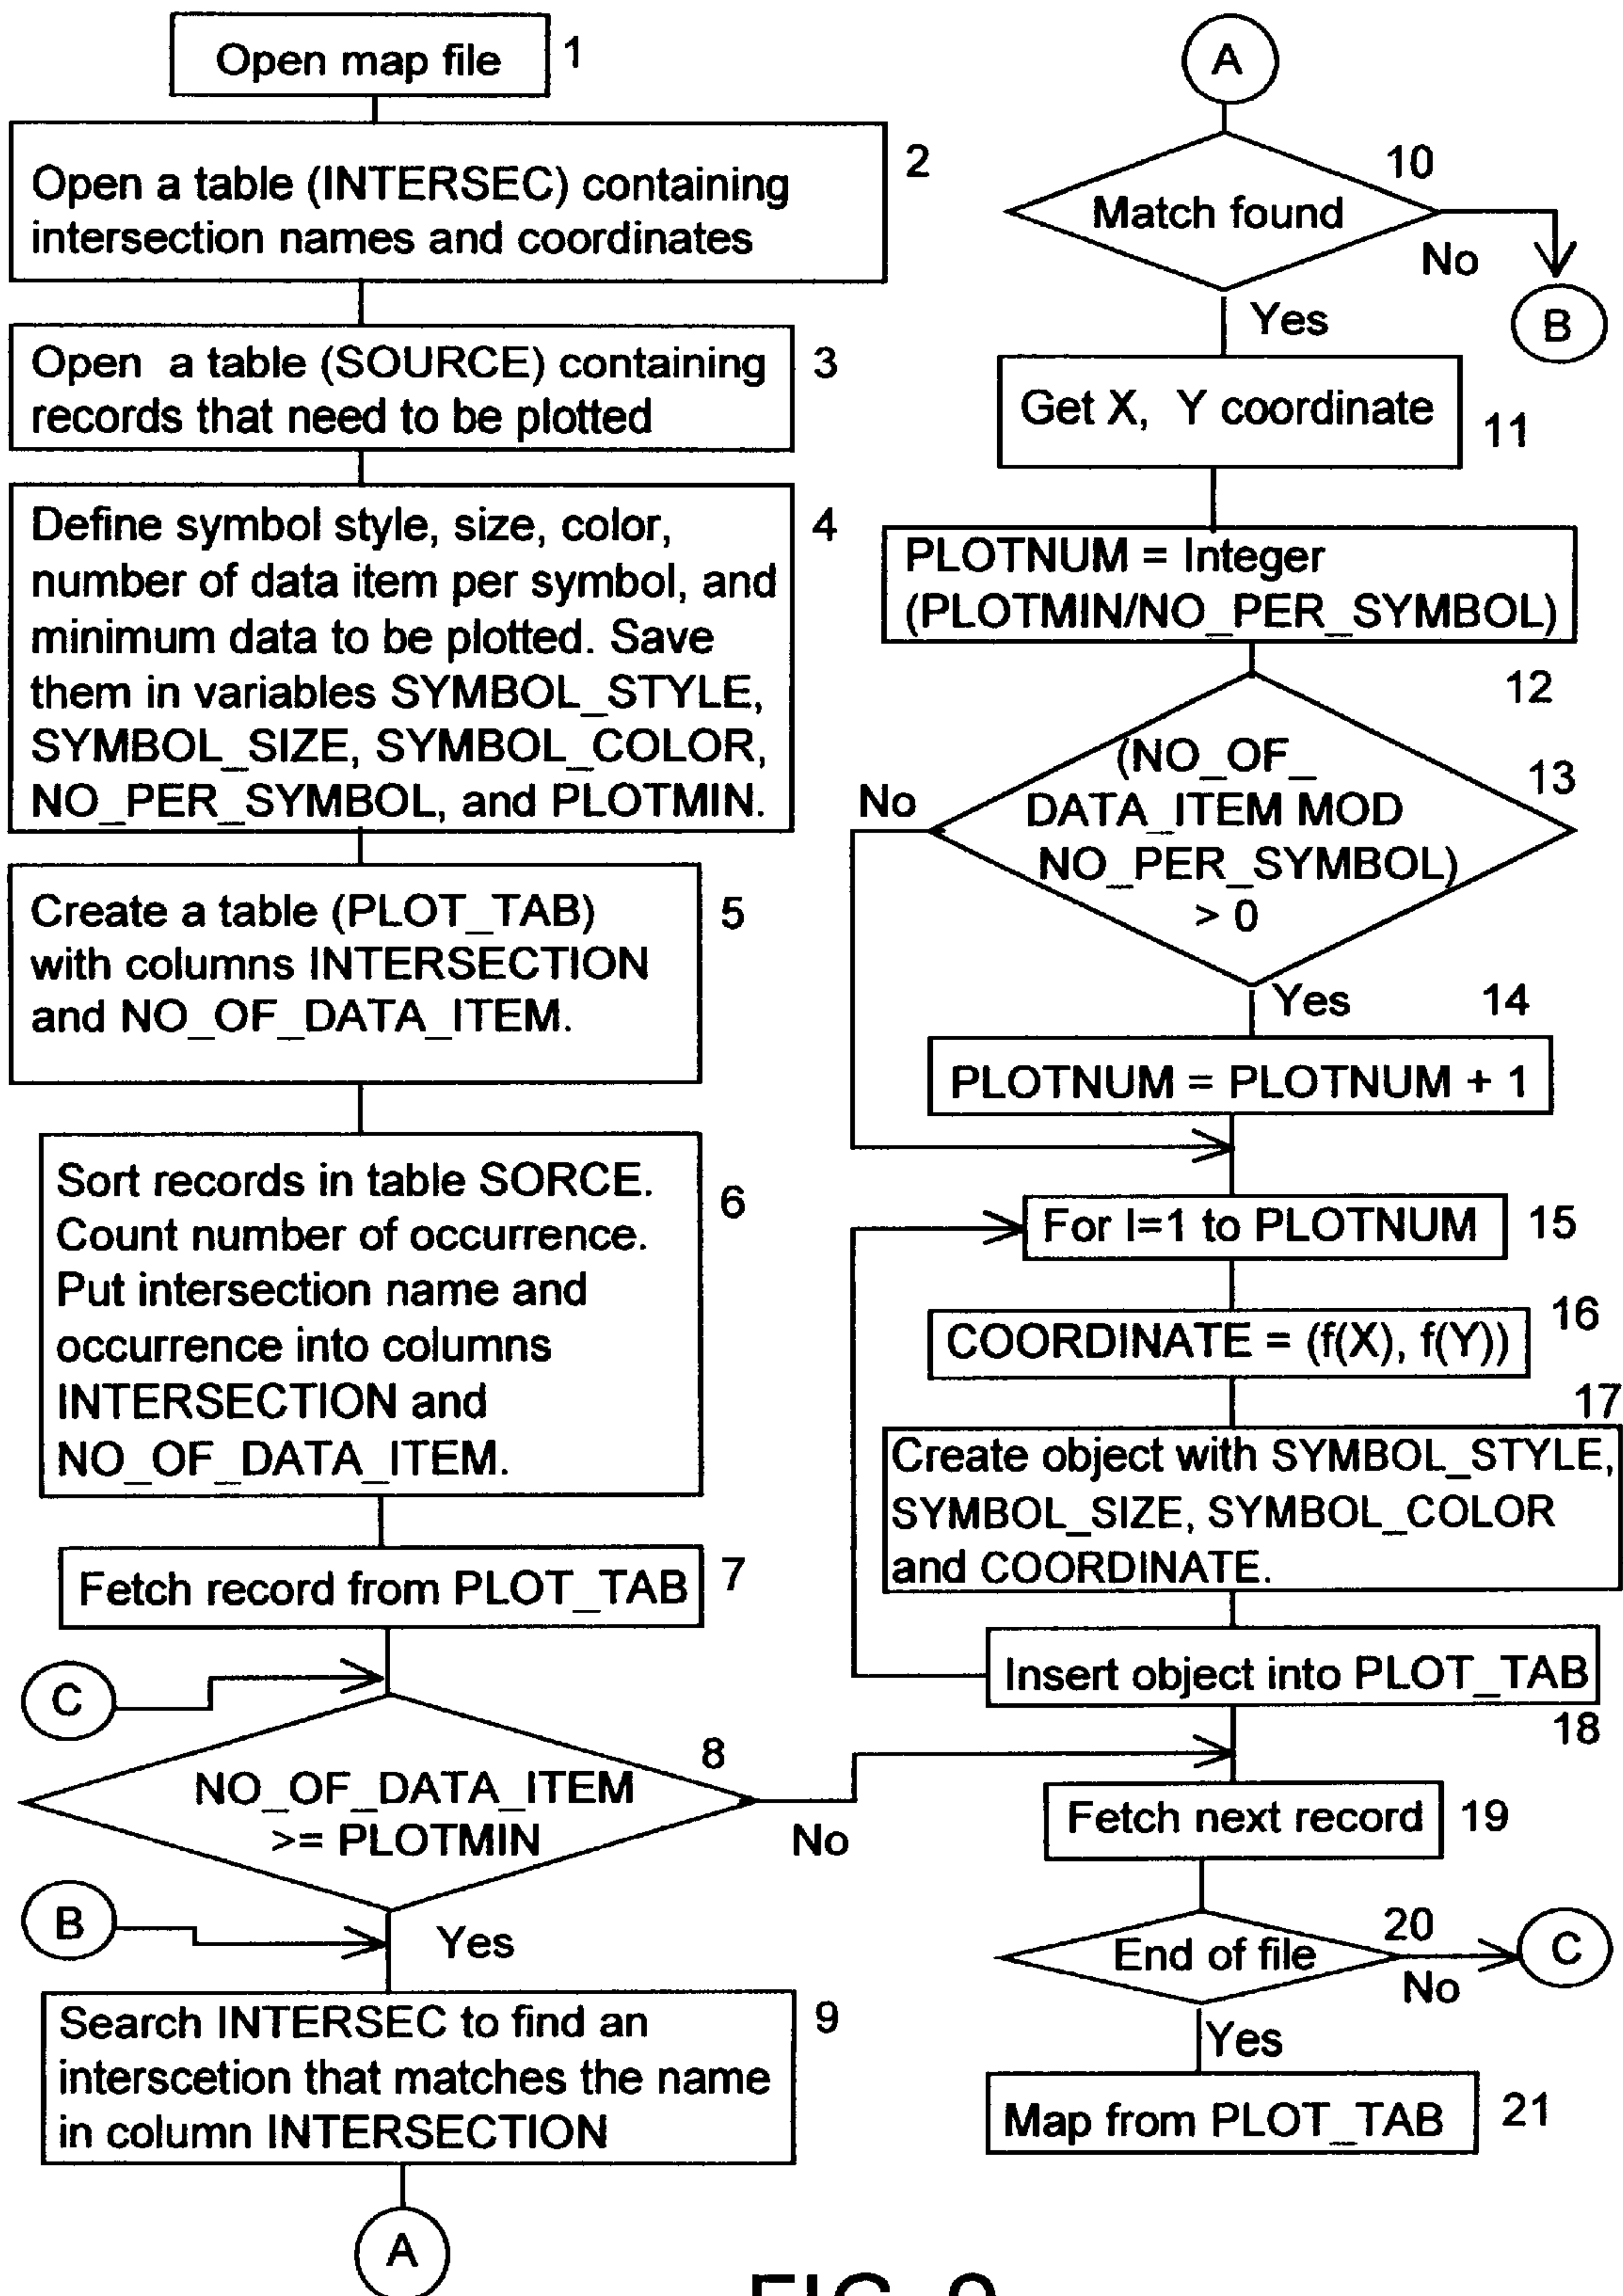 Open map file
1
Open a table (INTERSEC) containing
intersection names and coordinates
2
Open a table (SOURCE) containing
records that need to be plotted
3
Define symbol style, size, color,
number of data item per symbol, and
minimum data to be plotted. Save
them in variables SYMBOL_STYLE,
SYMBOL_SIZE, SYMBOL_COLOR,
NO_PER_SYMBOL, and PLOTMIN.
4
Create a table (PLOT_TAB)
with columns INTERSECTION
and NO_OF_DATA_ITEM.
5
Sort records in table SORCE.
Count number of occurrence.
Put intersection name and
occurrence into columns
INTERSECTION and
NO_OF_DATA_ITEM.
6
Fetch record from PLOT_TAB
7
C
8
NO_OF_DATA_ITEM
>= PLOTMIN
No
B
Yes
Search INTERSEC to find an
interscetion that matches the name
in column INTERSECTION
9
A
A
10
Match found
No
B
Yes
Get X, Y coordinate
11
PLOTNUM = Integer
(PLOTMIN/NO_PER_SYMBOL)
12
(NO_OF_
DATA_ITEM MOD
NO_PER_SYMBOL)
> 0
13
No
Yes
14
PLOTNUM = PLOTNUM + 1
For I=1 to PLOTNUM
15
COORDINATE = (f(X), f(Y))
16
17
Create object with SYMBOL_STYLE,
SYMBOL_SIZE, SYMBOL_COLOR
and COORDINATE.
Insert object into PLOT_TAB
18
Fetch next record
19
20
End of file
No
C
Yes
Map from PLOT_TAB
21